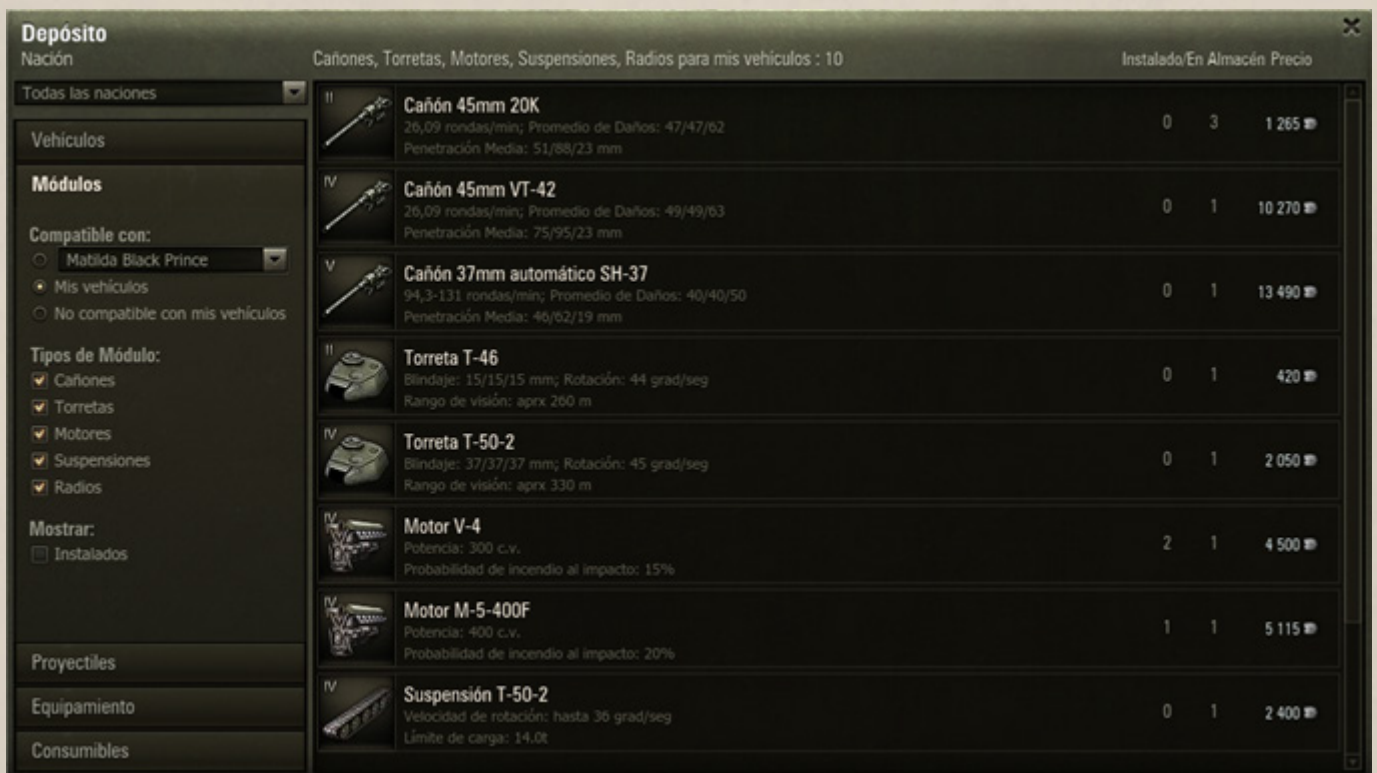 Depósito
Nación
Cañones, Torretas, Motores, Suspensiones, Radios para mis vehículos : 10
Instalado/En Almacén Precio
Todas las naciones
Vehículos
Módulos
Compatible con:
Matilda Black Prince
Mis vehículos
No compatible con mis vehículos
Tipos de Módulo:
Cañones
Torretas
Motores
Suspensiones
Radios
Mostrar:
Instalados
Proyectiles
Equipamiento
Consumibles
II
Cañón 45mm 20K
26,09 rondas/min; Promedio de Daños: 47/47/62
Penetración Media: 51/88/23 mm
0 3 1 265
IV
Cañón 45mm VT-42
26,09 rondas/min; Promedio de Daños: 49/49/63
Penetración Media: 75/95/23 mm
0 1 10 270
V
Cañón 37mm automático SH-37
94,3-131 rondas/min; Promedio de Daños: 40/40/50
Penetración Media: 46/62/19 mm
0 1 13 490
II
Torreta T-46
Blindaje: 15/15/15 mm; Rotación: 44 grad/seg
Rango de visión: aprx 260 m
0 1 420
IV
Torreta T-50-2
Blindaje: 37/37/37 mm; Rotación: 45 grad/seg
Rango de visión: aprx 330 m
0 1 2 050
IV
Motor V-4
Potencia: 300 c.v.
Probabilidad de incendio al impacto: 15%
2 1 4 500
IV
Motor M-5-400F
Potencia: 400 c.v.
Probabilidad de incendio al impacto: 20%
1 1 5 115
IV
Suspensión T-50-2
Velocidad de rotación: hasta 36 grad/seg
Límite de carga: 14.0t
0 1 2 400